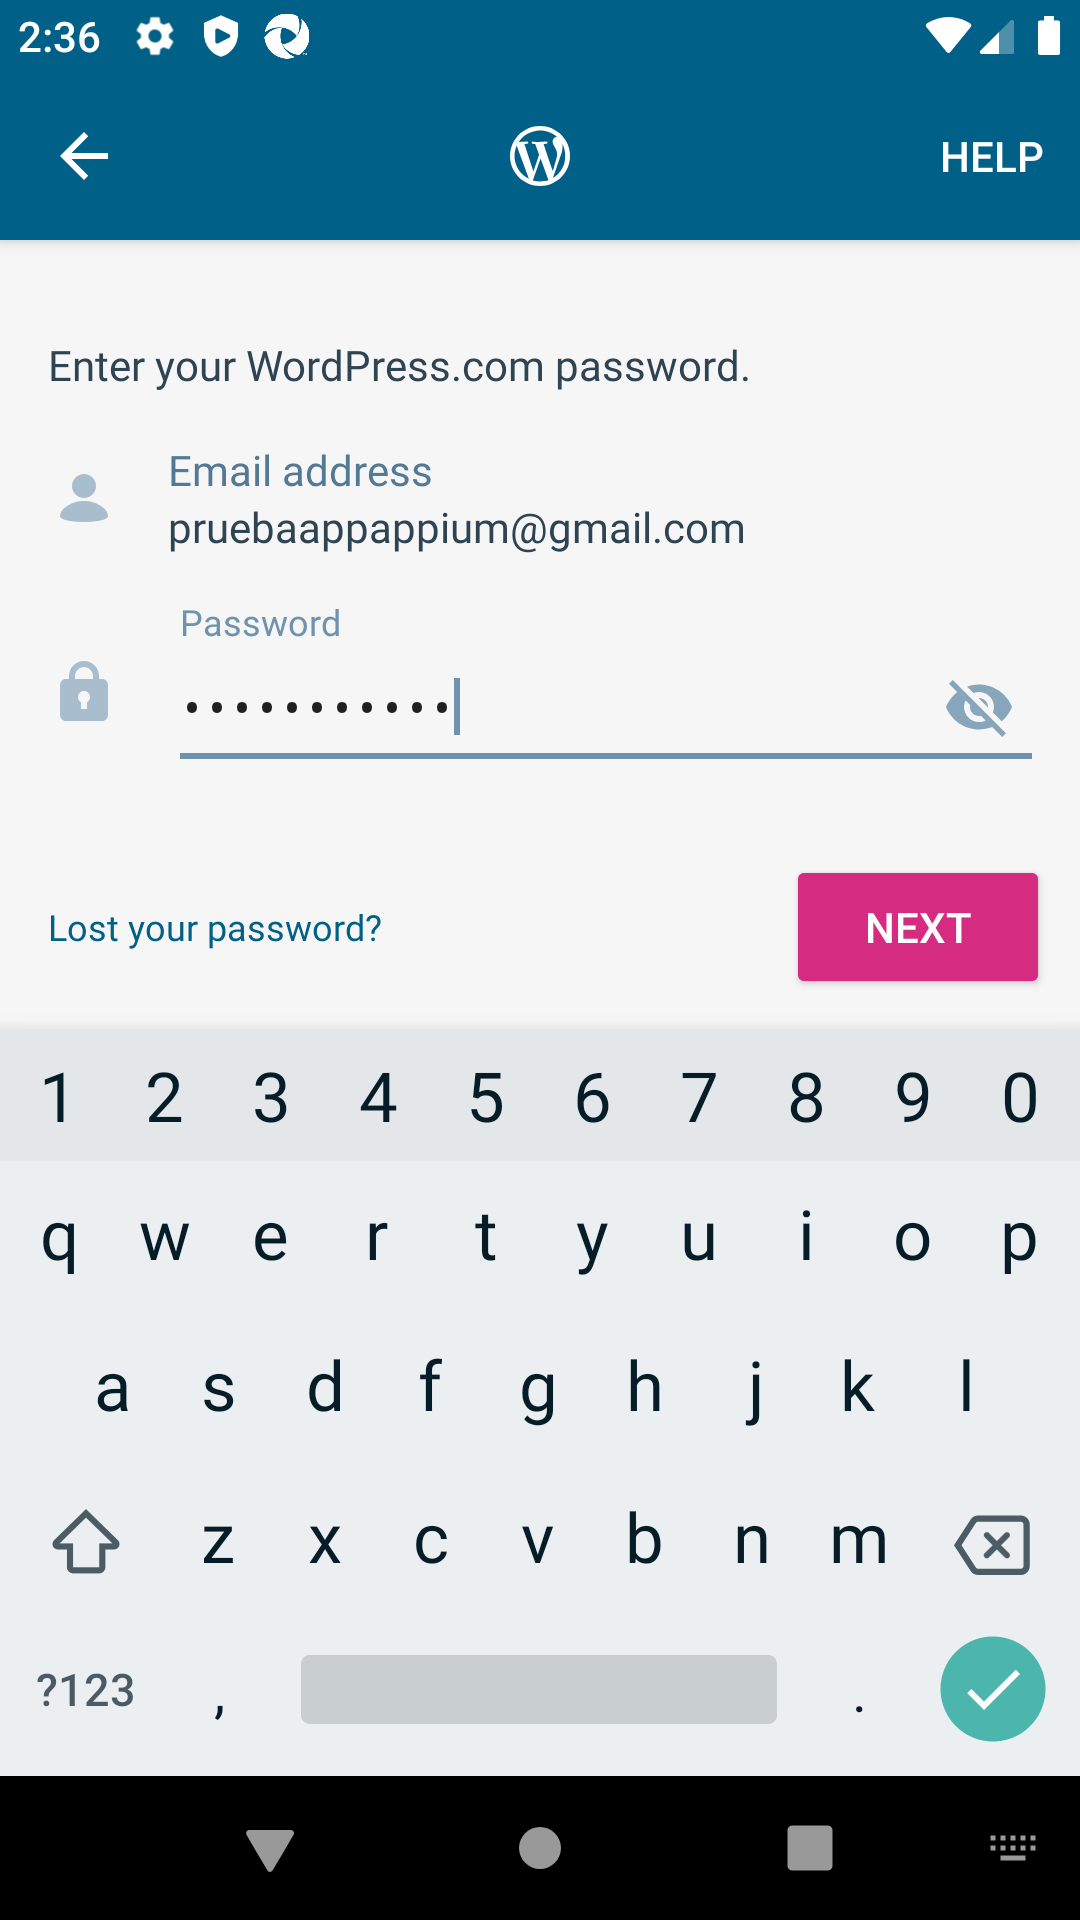 2:36
HELP
Enter your WordPress.com password.
Email address
pruebaappappium@gmail.com
Password
•••••••••••
Lost your password?
NEXT
1 2 3 4 5 6 7 8 9 0
q w e r t y u i o p
a s d f g h j k l
z x c v b n m
?123 , .